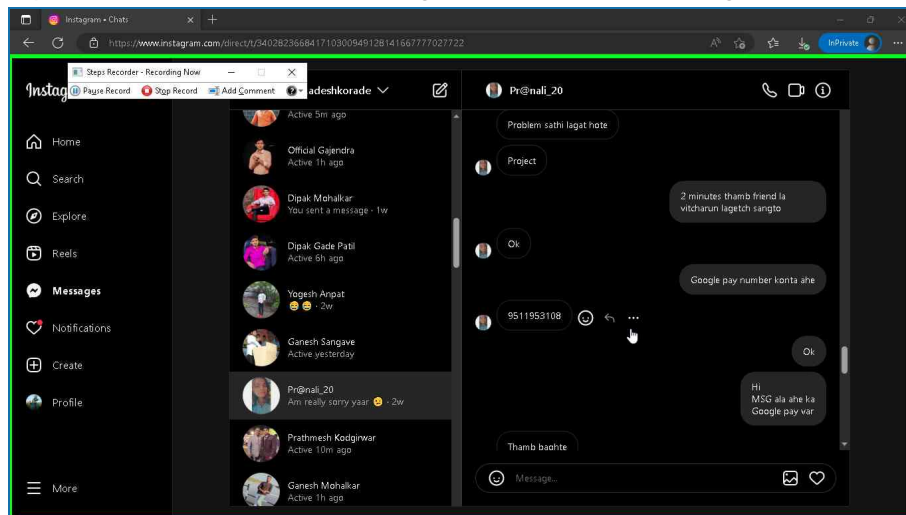 Instagram • Chats
https://www.instagram.com/direct/t/340282366841710300949128141667777027722
InPrivate
Steps Recorder - Recording Now
Pause Record
Stop Record
Add Comment
Instag
adeshkorade
Home
Search
Explore
Reels
Messages
Notifications
Create
Profile
More
Active 5m ago
Official Gajendra
Active 1h ago
Dipak Mohalkar
You sent a message · 1w
Dipak Gade Patil
Active 6h ago
Yogesh Anpat
😂 😂 · 2w
Ganesh Sangave
Active yesterday
Pr@nali_20
Am really sorry yaar 😉 · 2w
Prathmesh Kodgirwar
Active 10m ago
Ganesh Mohalkar
Active 1h ago
Pr@nali_20
Problem sathi lagat hote
Project
2 minutes thamb friend la
vitcharun lagetch sangto
Ok
Google pay number konta ahe
9511953108
Ok
Hi
MSG ala ahe ka
Google pay var
Thamb baghte
Message...